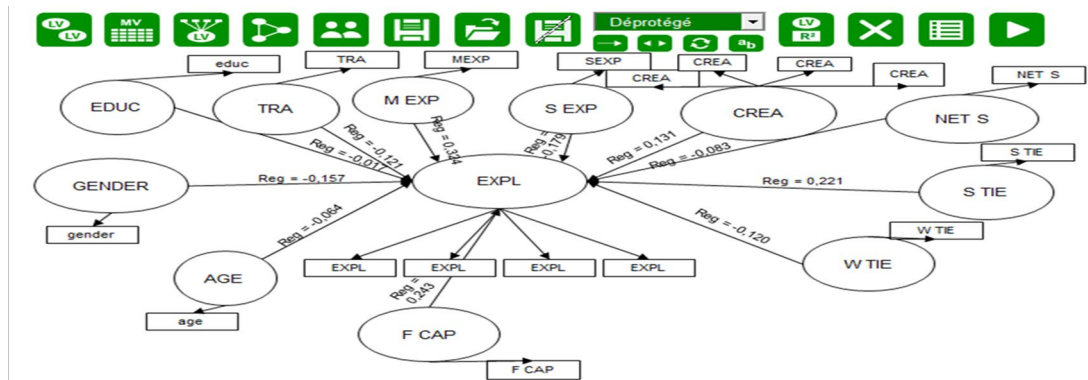 LV
LV
MV
LV
Déprotégé
ab
LV
R²
educ
TRA
MEXP
SEXP
CREA
CREA
CREA
CREA
NET S
EDUC
TRA
M EXP
S EXP
CREA
NET S
Reg = -0,121
Reg = 0,324
Reg = -0,179
Reg = 0,131
Reg = -0,083
S TIE
GENDER
Reg = -0,157
EXPL
Reg = 0,221
S TIE
gender
Reg = -0,064
Reg = -0,120
W TIE
AGE
EXPL
EXPL
EXPL
EXPL
W TIE
age
Reg =
0,243
F CAP
F CAP